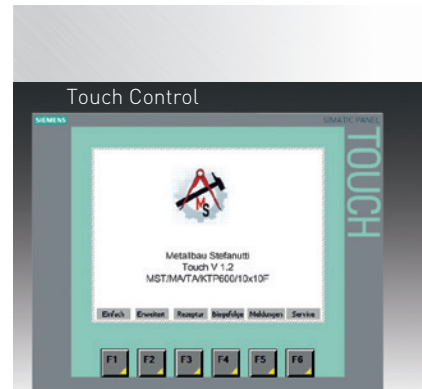 Touch Control
SIEMENS
SIMATIC PANEL
TOUCH
MS
Metallbau Stefanutti
Touch V 1.2
MST/MA/TA/KTP600/10x10F
Einfach Erweitert Rezeptur Biegefolge Meldungen Service
F1 F2 F3 F4 F5 F6